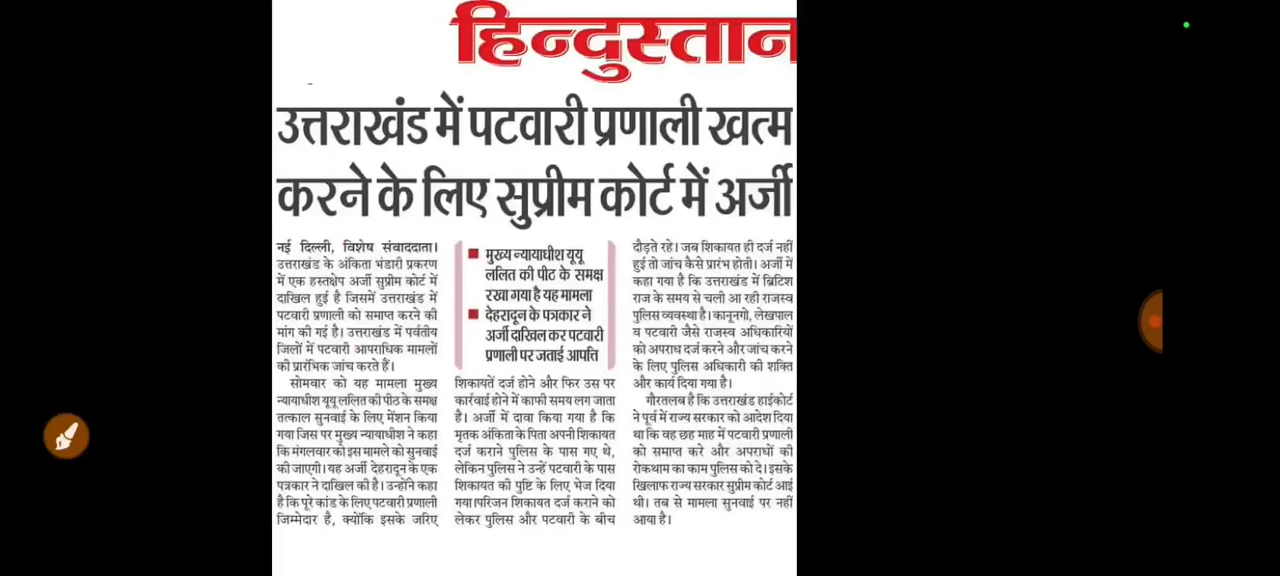 हिन्दुस्तान
उत्तराखंड में पटवारी प्रणाली खत्म
करने के लिए सुप्रीम कोर्ट में अर्जी
नई दिल्ली, विशेष संवाददाता।
उत्तराखंड के अंकिता भंडारी प्रकरण
में एक हस्तक्षेप अर्जी सुप्रीम कोर्ट में
दाखिल हुई है जिसमें उत्तराखंड में
पटवारी प्रणाली को समाप्त करने की
मांग की गई है। उत्तराखंड में पर्वतीय
जिलों में पटवारी आपराधिक मामलों
की प्रारंभिक जांच करते हैं।
सोमवार को यह मामला मुख्य
न्यायाधीश यूयू ललित की पीठ के समक्ष
तत्काल सुनवाई के लिए मेंशन किया
गया जिस पर मुख्य न्यायाधीश ने कहा
कि मंगलवार को इस मामले को सुनवाई
की जाएगी। यह अर्जी देहरादून के एक
पत्रकार ने दाखिल की है। उन्होंने कहा
है कि पूरे कांड के लिए पटवारी प्रणाली
जिम्मेदार है, क्योंकि इसके जरिए
मुख्य न्यायाधीश यूयू
ललित की पीठ के समक्ष
रखा गया है यह मामला
देहरादून के पत्रकार ने
अर्जी दाखिल कर पटवारी
प्रणाली पर जताई आपत्ति
शिकायतें दर्ज होने और फिर उस पर
कार्रवाई होने में काफी समय लग जाता
है। अर्जी में दावा किया गया है कि
मृतक अंकिता के पिता अपनी शिकायत
दर्ज कराने पुलिस के पास गए थे,
लेकिन पुलिस ने उन्हें पटवारी के पास
शिकायत की पुष्टि के लिए भेज दिया
गया।परिजन शिकायत दर्ज कराने को
लेकर पुलिस और पटवारी के बीच
दौड़ते रहे। जब शिकायत ही दर्ज नहीं
हुई तो जांच कैसे प्रारंभ होती। अर्जी में
कहा गया है कि उत्तराखंड में ब्रिटिश
राज के समय से चली आ रही राजस्व
पुलिस व्यवस्था है। कानूनगो, लेखपाल
व पटवारी जैसे राजस्व अधिकारियों
को अपराध दर्ज करने और जांच करने
के लिए पुलिस अधिकारी की शक्ति
और कार्य दिया गया है।
गौरतलब है कि उत्तराखंड हाईकोर्ट
ने पूर्व में राज्य सरकार को आदेश दिया
था कि वह छह माह में पटवारी प्रणाली
को समाप्त करे और अपराधों की
रोकथाम का काम पुलिस को दे। इसके
खिलाफ राज्य सरकार सुप्रीम कोर्ट आई
थी। तब से मामला सुनवाई पर नहीं
आया है।